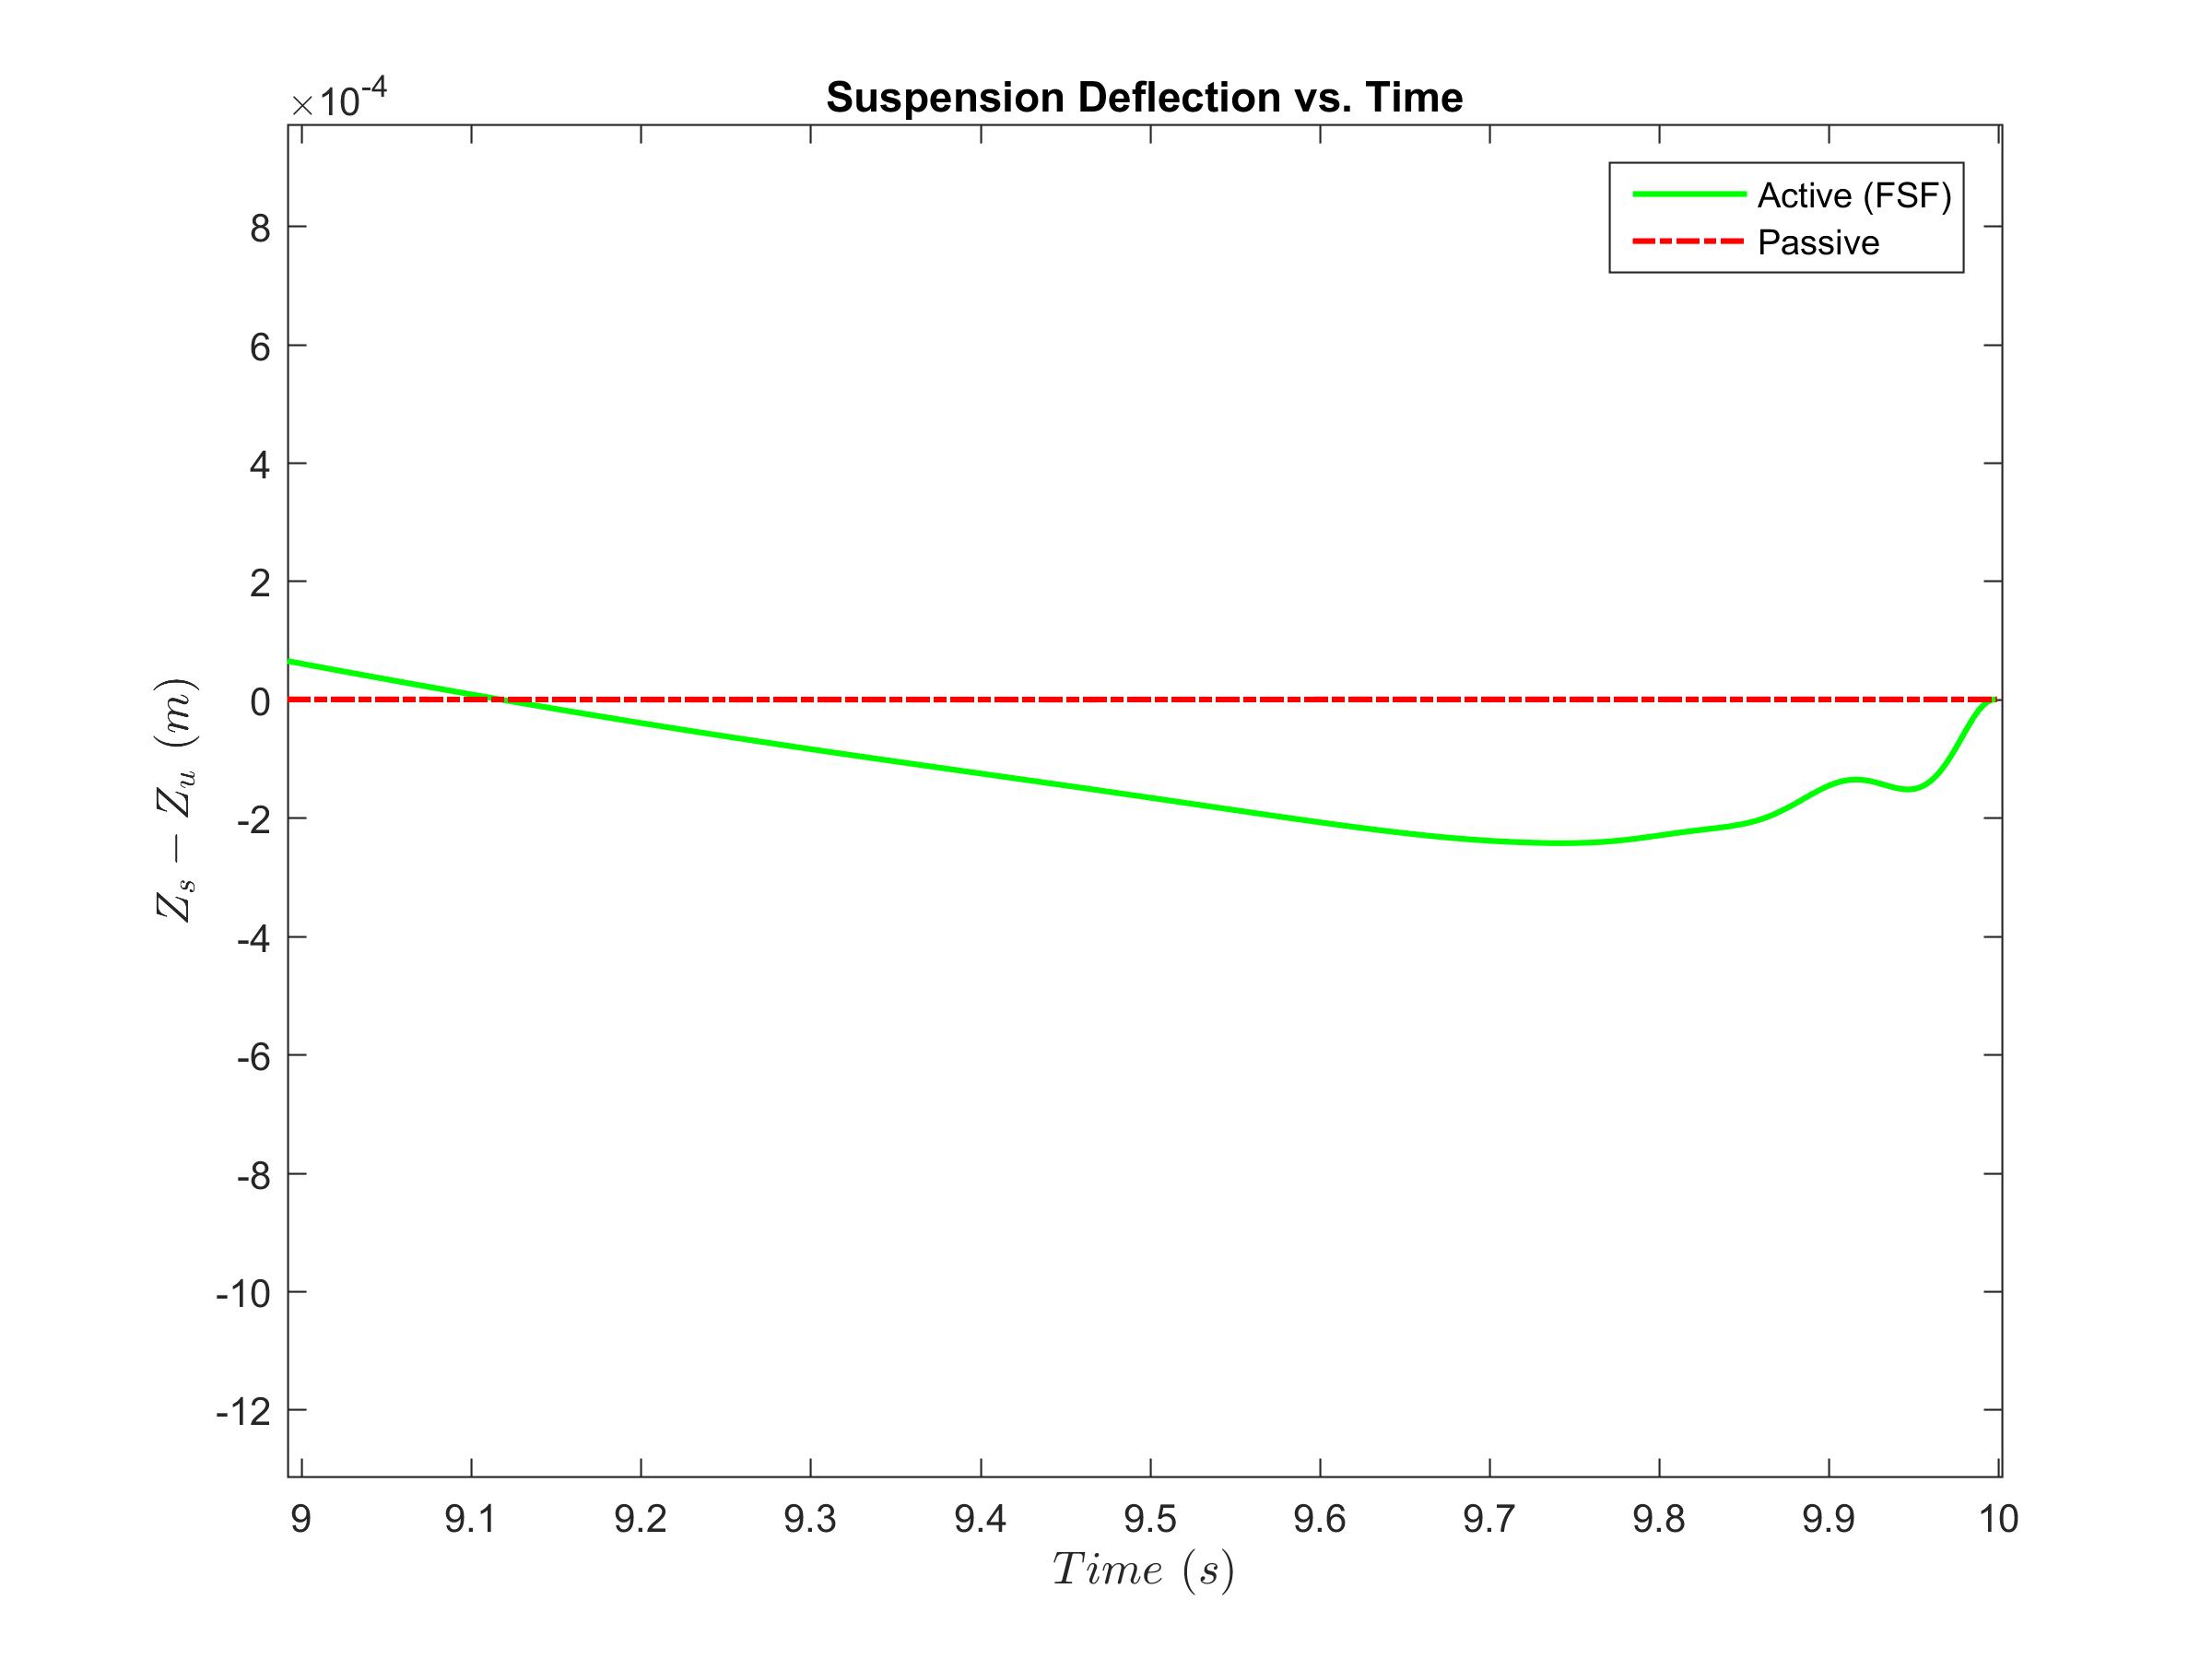 ×10-4
Suspension Deflection vs. Time
Active (FSF)
Passive
8
6
4
2
0
-2
-4
-6
-8
-10
-12
Zs − Zu (m)
9 9.1 9.2 9.3 9.4 9.5 9.6 9.7 9.8 9.9 10
Time (s)